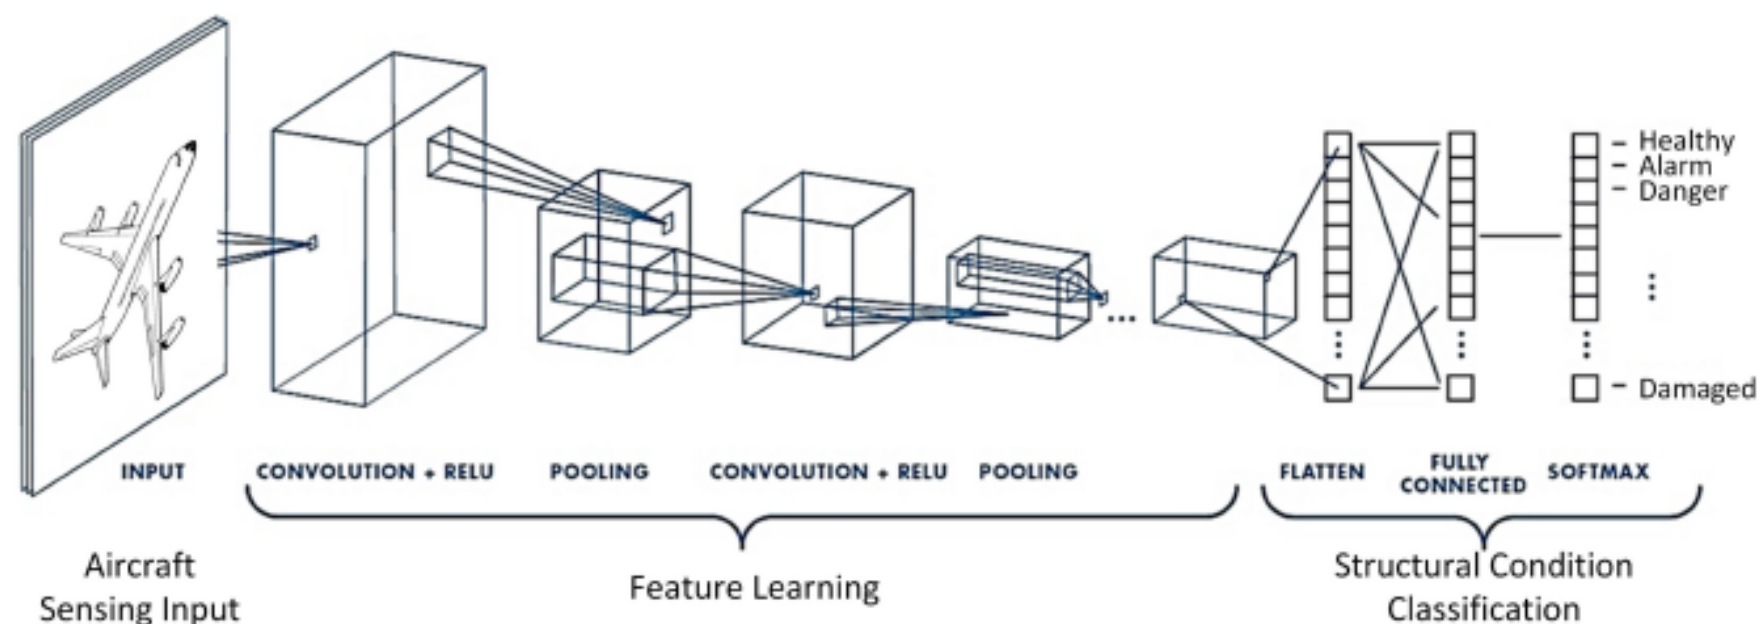 Healthy
Alarm
Danger
Damaged
INPUT
CONVOLUTION + RELU
POOLING
CONVOLUTION + RELU
POOLING
FLATTEN
FULLY
CONNECTED
SOFTMAX
Aircraft
Sensing Input
Feature Learning
Structural Condition
Classification